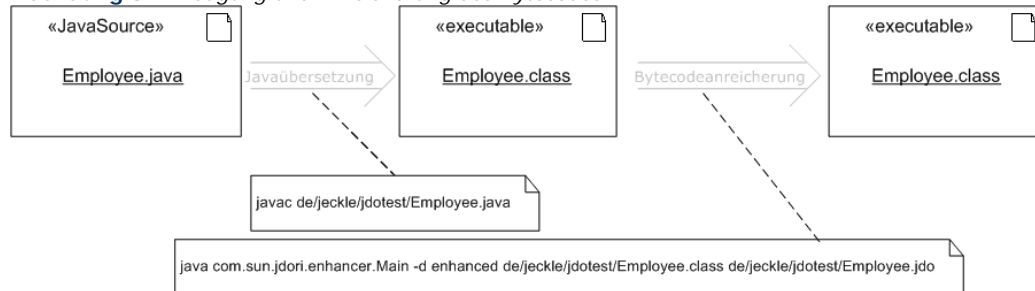 «JavaSource»
Employee.java
Javaübersetzung
«executable»
Employee.class
Bytecodeanreicherung
«executable»
Employee.class
javac de/jeckle/jdotest/Employee.java
java com.sun.jdori.enhancer.Main -d enhanced de/jeckle/jdotest/Employee.class de/jeckle/jdotest/Employee.jdo